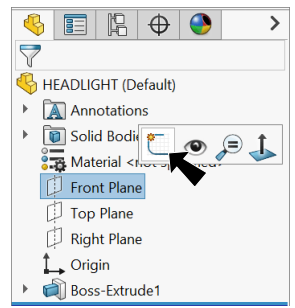 HEADLIGHT (Default)
Annotations
Solid Bodie
Material <not specified>
Front Plane
Top Plane
Right Plane
Origin
Boss-Extrude1